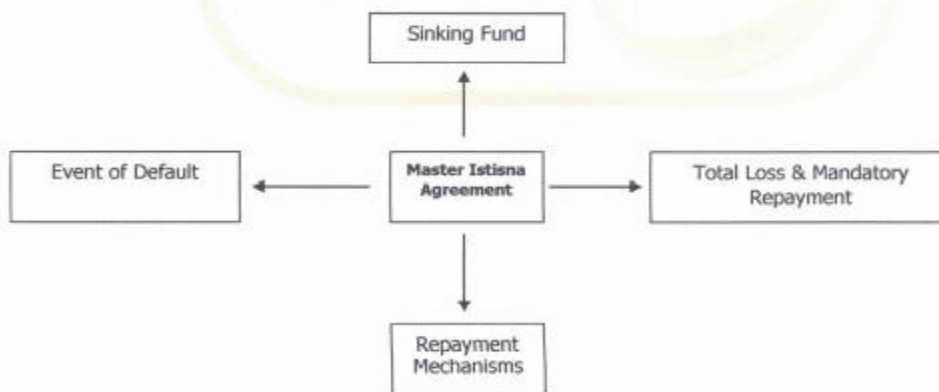 Sinking Fund
Event of Default
Master Istisna
Agreement
Total Loss & Mandatory
Repayment
Repayment
Mechanisms